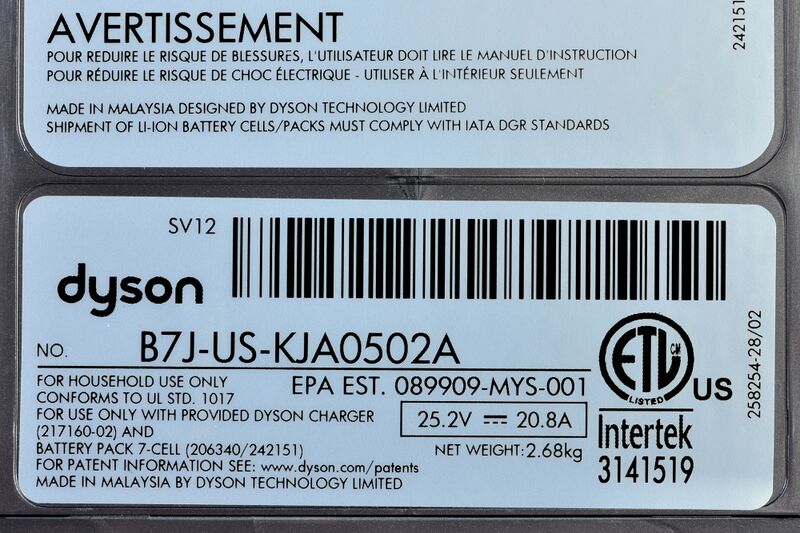 AVERTISSEMENT
POUR REDUIRE LE RISQUE DE BLESSURES, L'UTILISATEUR DOIT LIRE LE MANUEL D'INSTRUCTION
POUR RÉDUIRE LE RISQUE DE CHOC ÉLECTRIQUE - UTILISER À L'INTÉRIEUR SEULEMENT
MADE IN MALAYSIA DESIGNED BY DYSON TECHNOLOGY LIMITED
SHIPMENT OF LI-ION BATTERY CELLS/PACKS MUST COMPLY WITH IATA DGR STANDARDS
242151
SV12
dyson
NO. B7J-US-KJA0502A
FOR HOUSEHOLD USE ONLY
CONFORMS TO UL STD. 1017
FOR USE ONLY WITH PROVIDED DYSON CHARGER
(217160-02) AND
BATTERY PACK 7-CELL (206340/242151)
FOR PATENT INFORMATION SEE: www.dyson.com/patents
MADE IN MALAYSIA BY DYSON TECHNOLOGY LIMITED
EPA EST. 089909-MYS-001
25.2V ⎓ 20.8A
NET WEIGHT: 2.68kg
ETL CM
LISTED
US
Intertek
3141519
258254-28/02